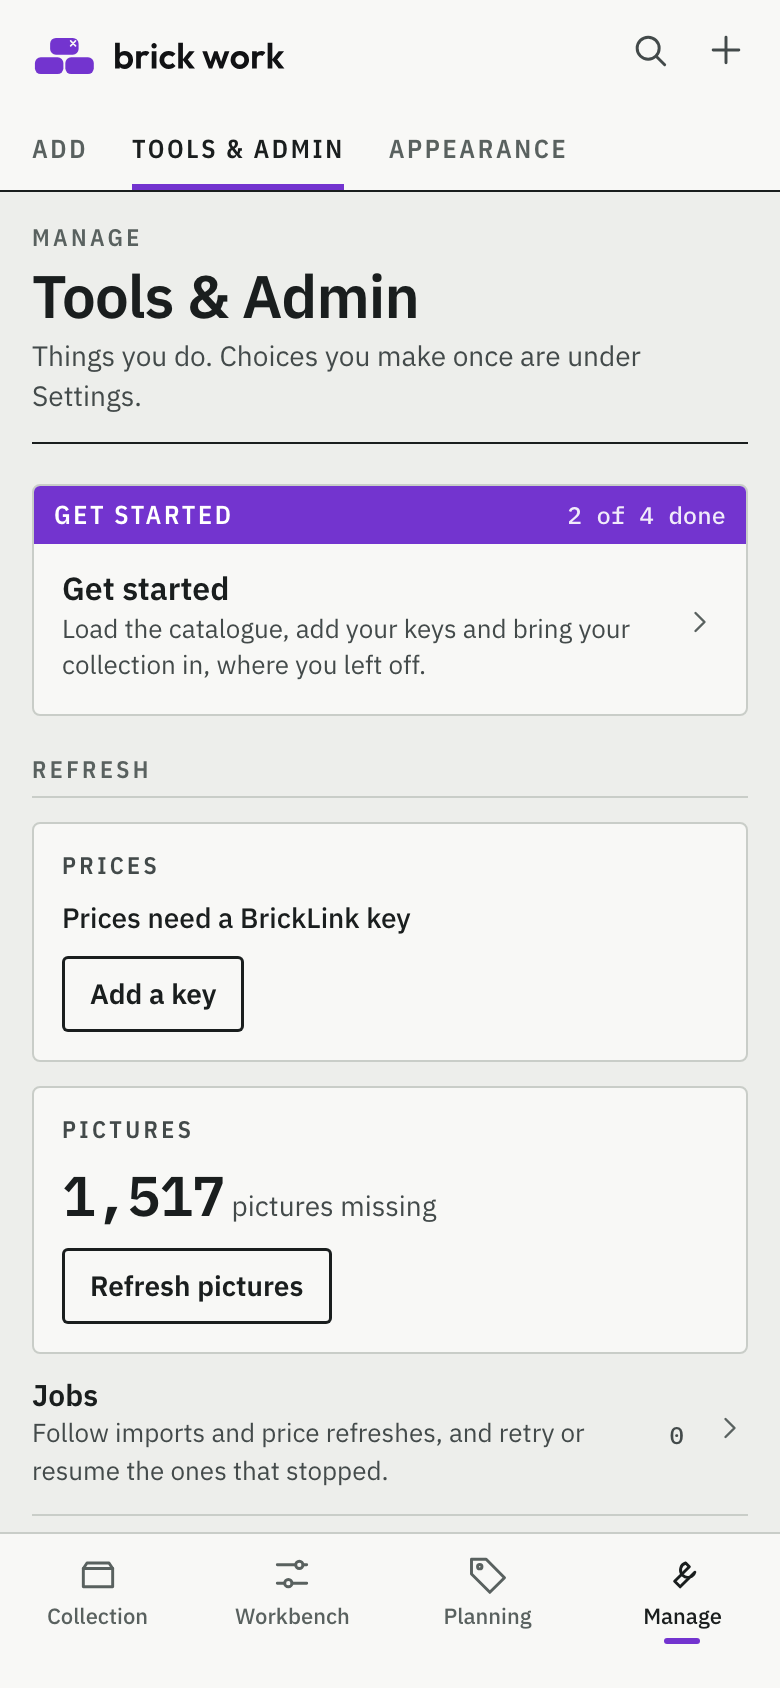 brick work
ADD TOOLS & ADMIN APPEARANCE
MANAGE
Tools & Admin
Things you do. Choices you make once are under
Settings.
GET STARTED 2 of 4 done
Get started
Load the catalogue, add your keys and bring your
collection in, where you left off.
REFRESH
PRICES
Prices need a BrickLink key
Add a key
PICTURES
1,517 pictures missing
Refresh pictures
Jobs
Follow imports and price refreshes, and retry or
resume the ones that stopped.
0
Collection Workbench Planning Manage